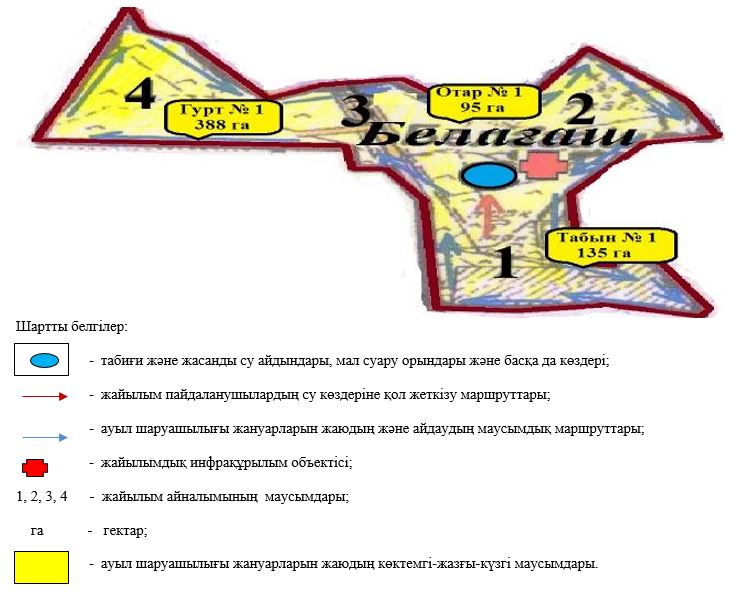 4
Гурт № 1
388 га
3
Отар № 1
95 га
2
Белағаш
Табын № 1
135 га
1
Шартты белгілер:
- табиғи және жасанды су айдындары, мал суару орындары және басқа да көздері;
- жайылым пайдаланушылардың су көздеріне қол жеткізу маршруттары;
- ауыл шаруашылығы жануарларын жаюдың және айдаудың маусымдық маршруттары;
- жайылымдық инфрақұрылым объектісі;
1, 2, 3, 4 - жайылым айналымының маусымдары;
га - гектар;
- ауыл шаруашылығы жануарларын жаюдың көктемгі-жазғы-күзгі маусымдары.